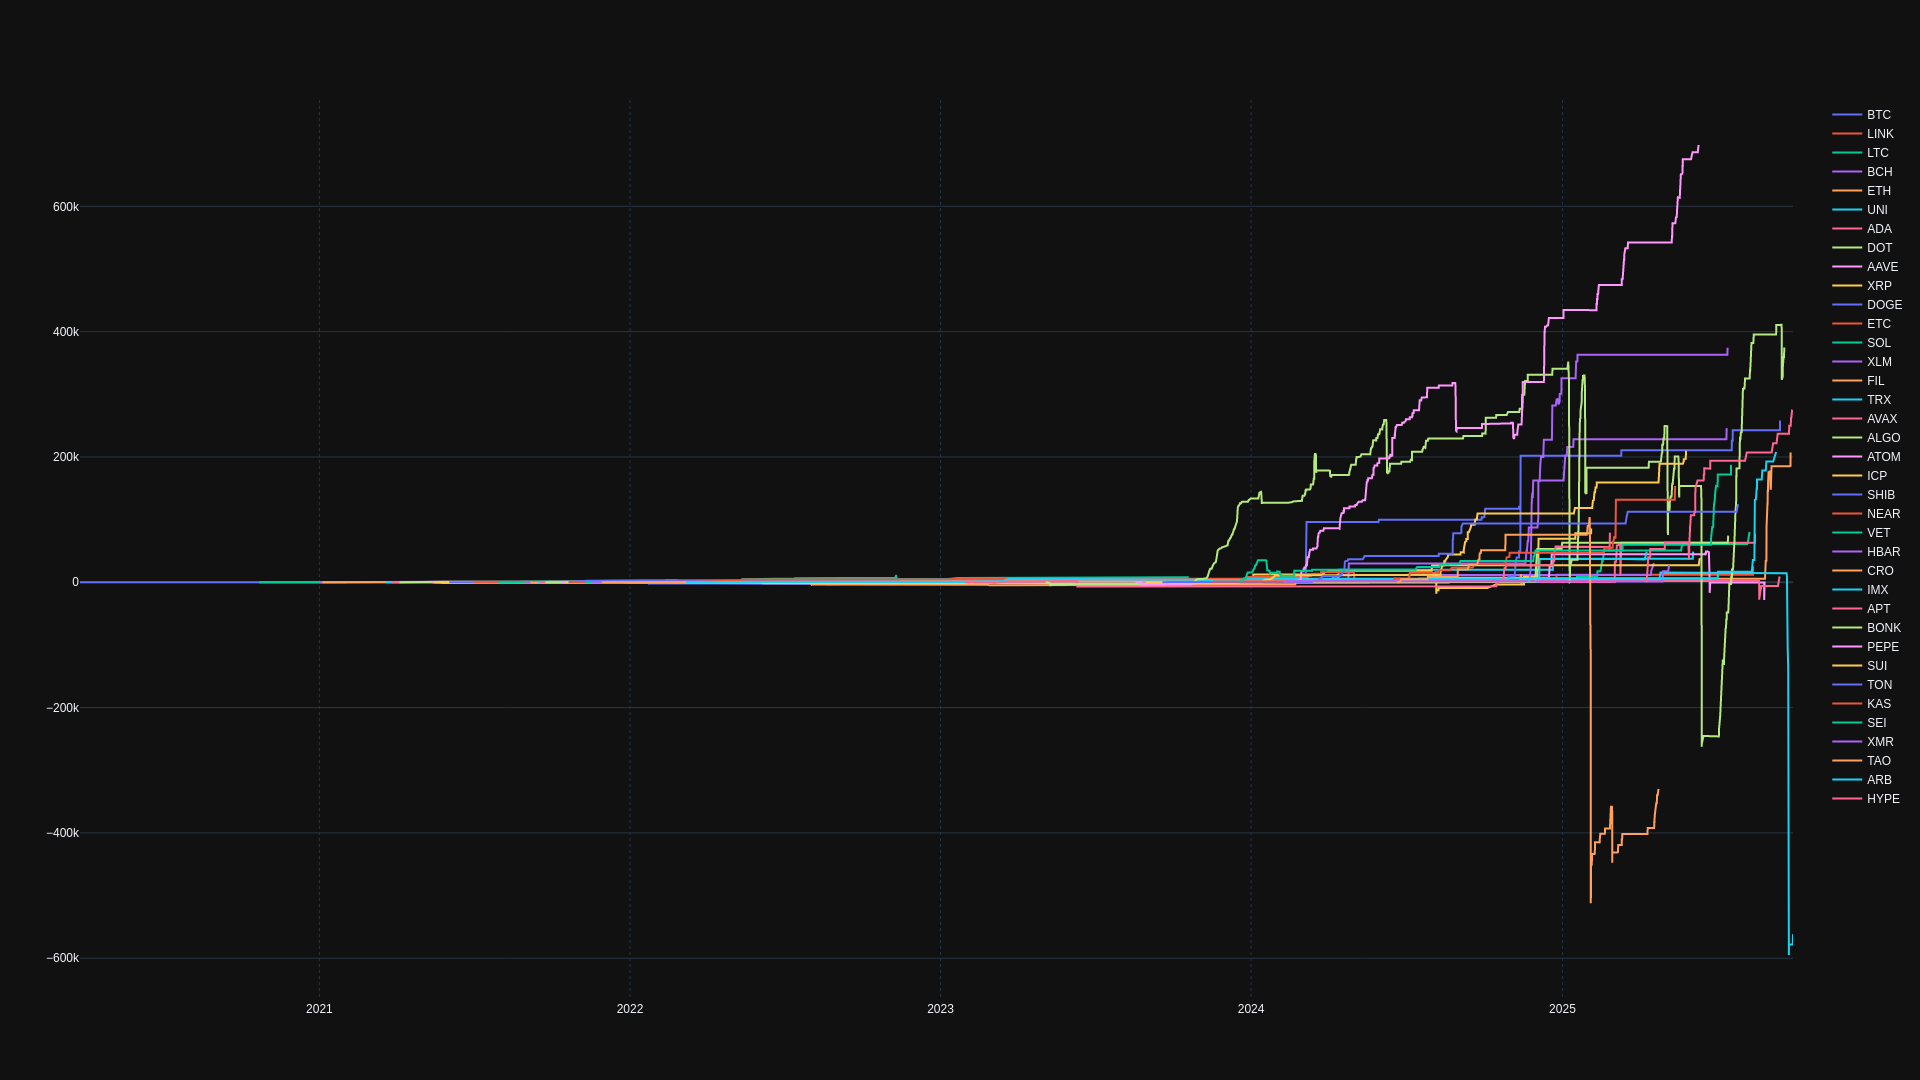 600k
400k
200k
0
−200k
−400k
−600k
2021
2022
2023
2024
2025
BTC
LINK
LTC
BCH
ETH
UNI
ADA
DOT
AAVE
XRP
DOGE
ETC
SOL
XLM
FIL
TRX
AVAX
ALGO
ATOM
ICP
SHIB
NEAR
VET
HBAR
CRO
IMX
APT
BONK
PEPE
SUI
TON
KAS
SEI
XMR
TAO
ARB
HYPE